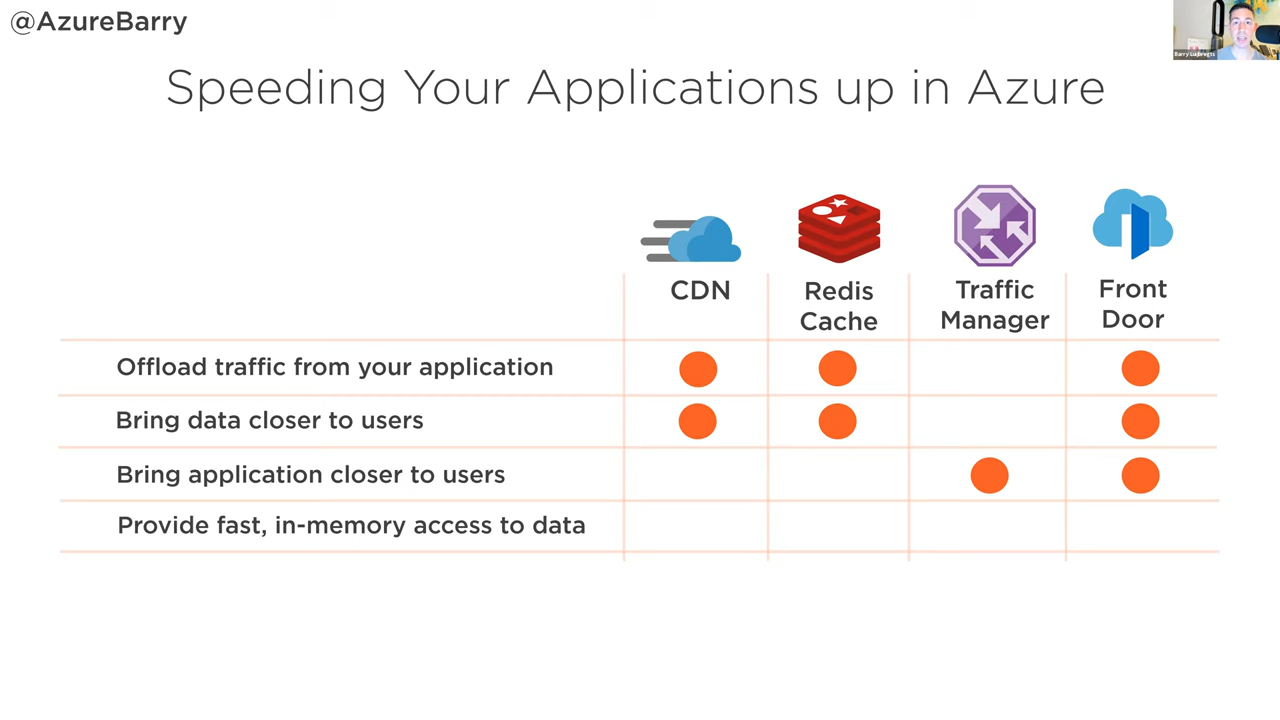 @AzureBarry
Speeding Your Applications up in Azure
CDN
Redis
Cache
Traffic
Manager
Front
Door
Offload traffic from your application
Bring data closer to users
Bring application closer to users
Provide fast, in-memory access to data